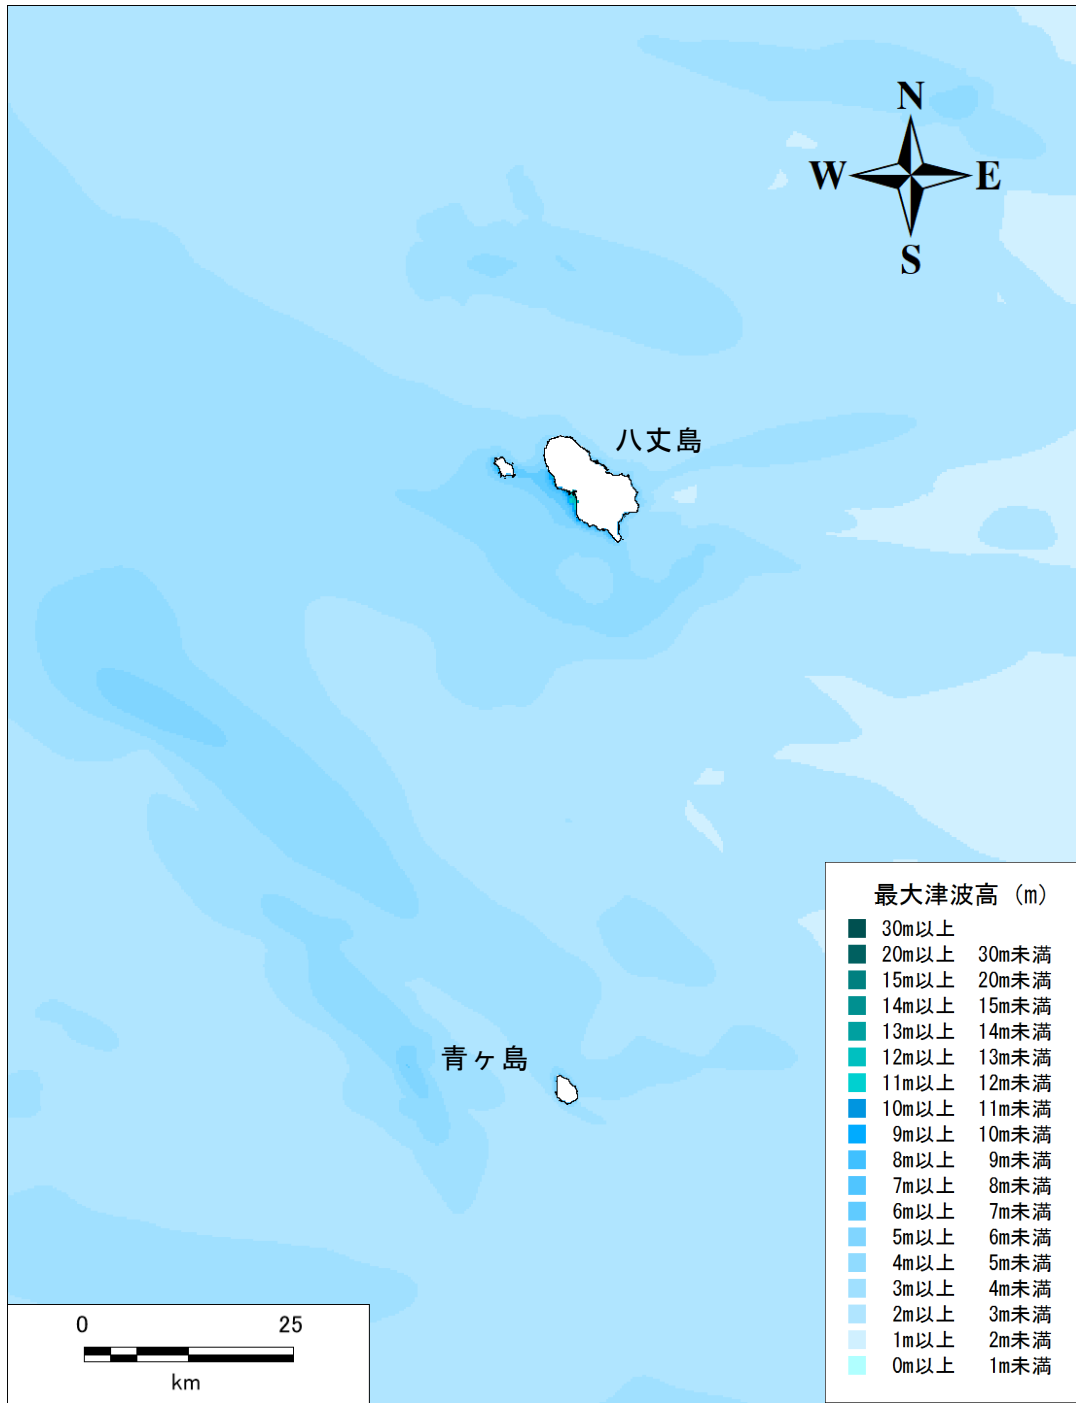 N
W E
S
八丈島
青ヶ島
最大津波高 (m)
30m以上
20m以上 30m未満
15m以上 20m未満
14m以上 15m未満
13m以上 14m未満
12m以上 13m未満
11m以上 12m未満
10m以上 11m未満
9m以上 10m未満
8m以上 9m未満
7m以上 8m未満
6m以上 7m未満
5m以上 6m未満
4m以上 5m未満
3m以上 4m未満
2m以上 3m未満
1m以上 2m未満
0m以上 1m未満
0 25
km